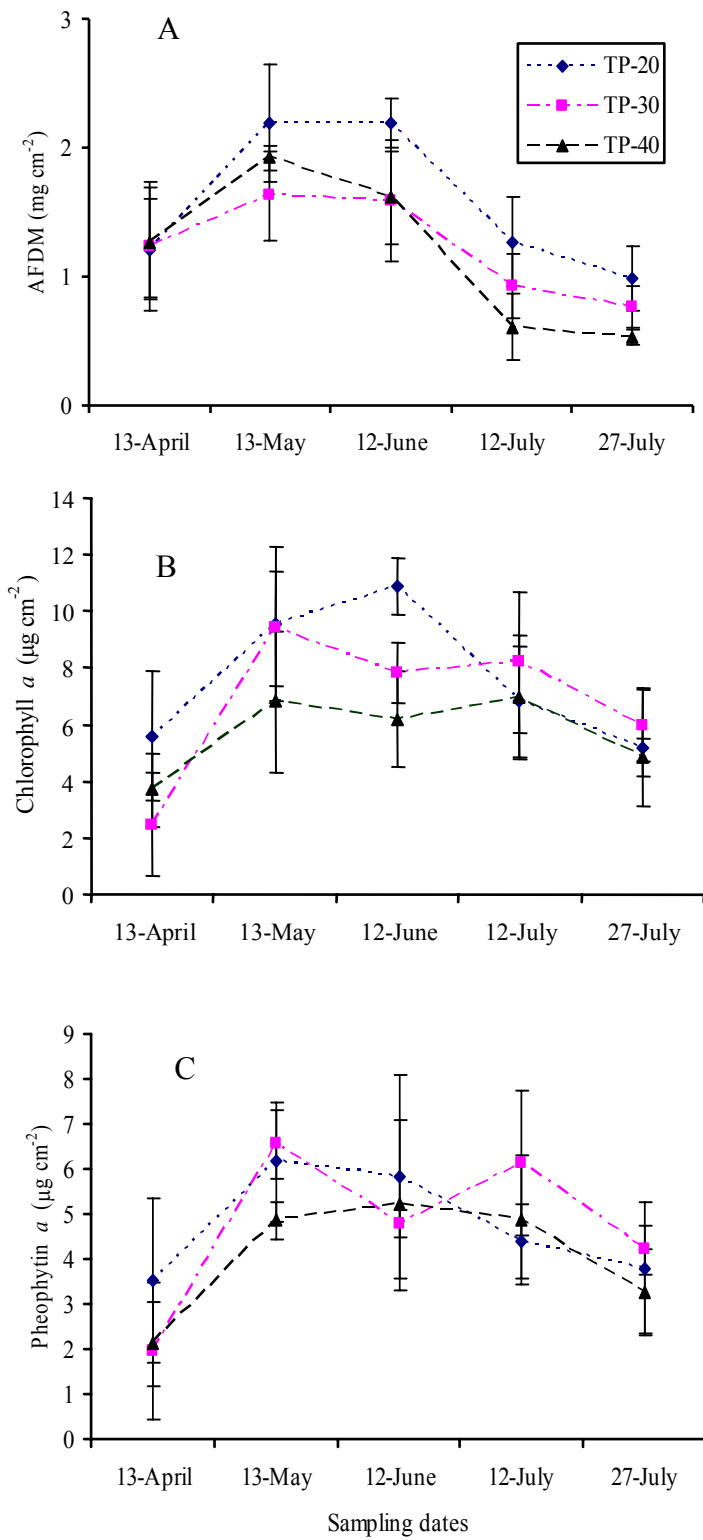 A
TP-20
TP-30
TP-40
AFDM (mg cm-2)
3
2
1
0
13-April 13-May 12-June 12-July 27-July
B
Chlorophyll a (µg cm-2)
14
12
10
8
6
4
2
0
13-April 13-May 12-June 12-July 27-July
C
Pheophytin a (µg cm-2)
9
8
7
6
5
4
3
2
1
0
13-April 13-May 12-June 12-July 27-July
Sampling dates